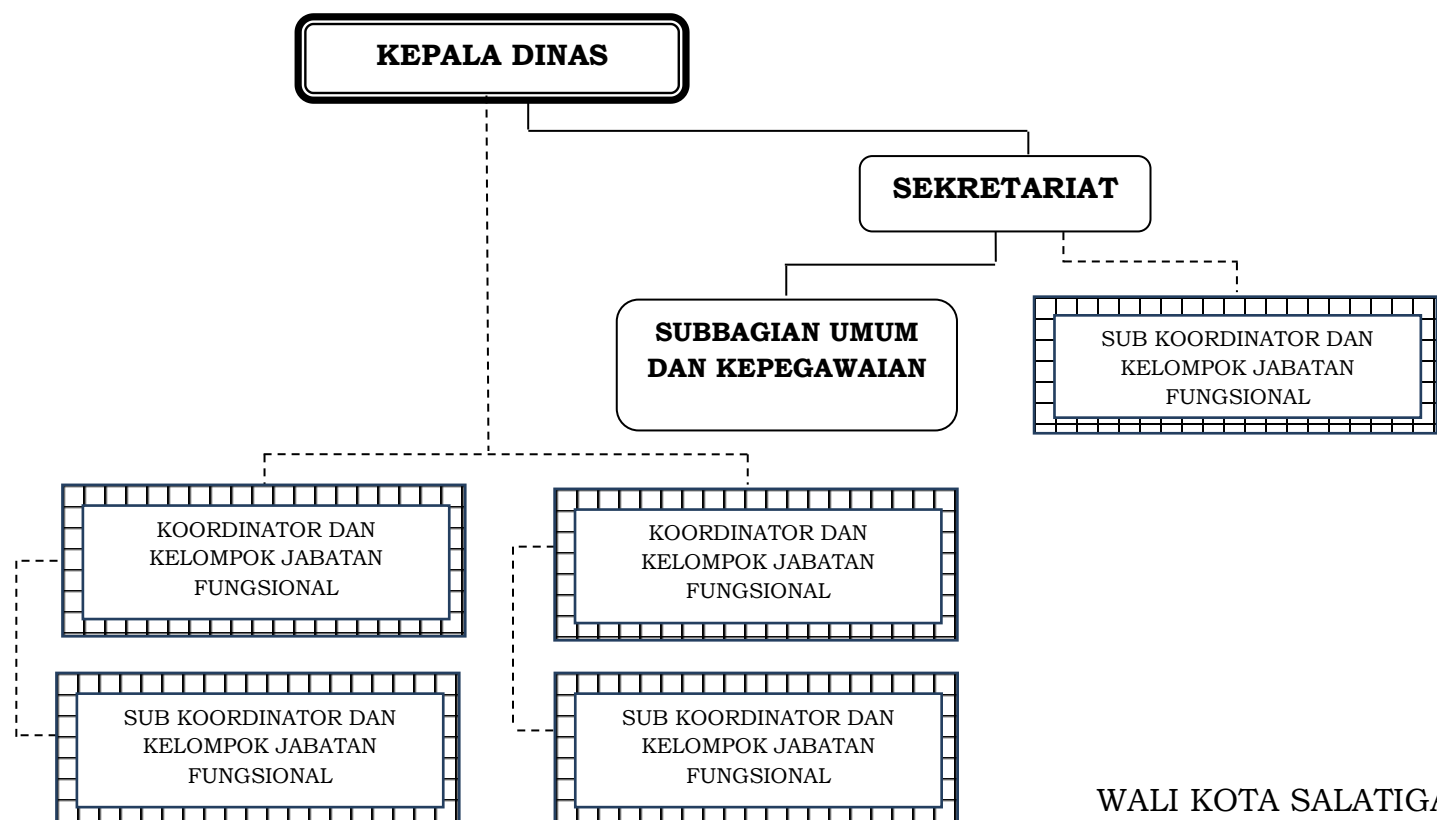 KEPALA DINAS
SEKRETARIAT
SUBBAGIAN UMUM
DAN KEPEGAWAIAN
SUB KOORDINATOR DAN
KELOMPOK JABATAN
FUNGSIONAL
KOORDINATOR DAN
KELOMPOK JABATAN
FUNGSIONAL
KOORDINATOR DAN
KELOMPOK JABATAN
FUNGSIONAL
SUB KOORDINATOR DAN
KELOMPOK JABATAN
FUNGSIONAL
SUB KOORDINATOR DAN
KELOMPOK JABATAN
FUNGSIONAL
WALI KOTA SALATIGA